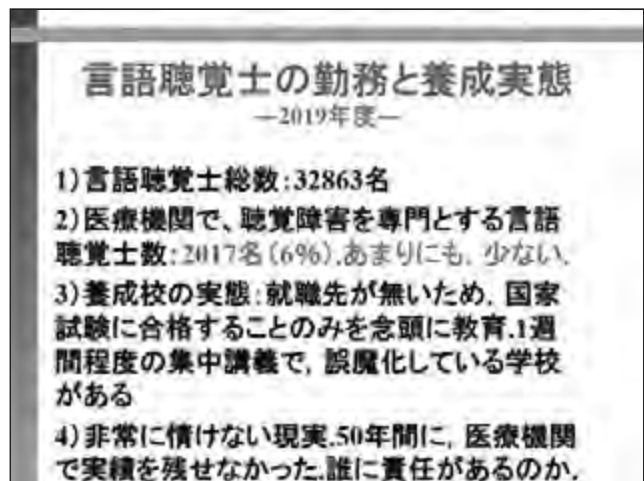 言語聴覚士の勤務と養成実態
―2019年度―
1)言語聴覚士総数:32863名
2)医療機関で、聴覚障害を専門とする言語
聴覚士数:2017名(6%).あまりにも, 少ない.
3)養成校の実態:就職先が無いため, 国家
試験に合格することのみを念頭に教育.1週
間程度の集中講義で, 誤魔化している学校
がある
4)非常に情けない現実.50年間に, 医療機関
で実績を残せなかった.誰に責任があるのか.